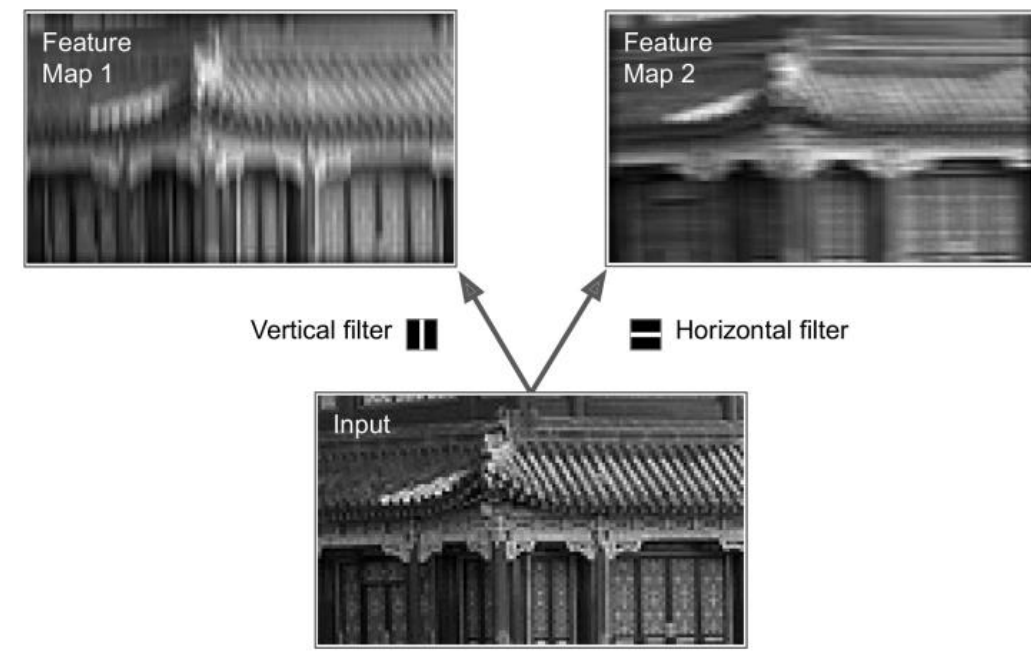 Feature
Map 1
Feature
Map 2
Vertical filter
Horizontal filter
Input